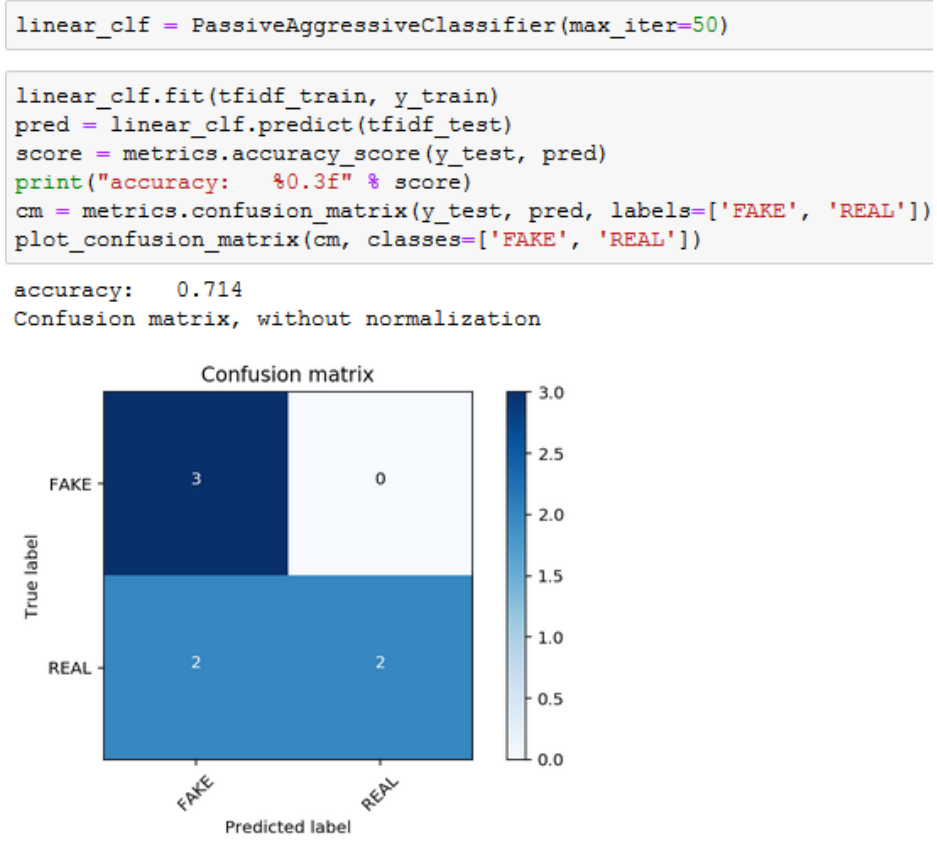 linear_clf = PassiveAggressiveClassifier(max_iter=50)
linear_clf.fit(tfidf_train, y_train)
pred = linear_clf.predict(tfidf_test)
score = metrics.accuracy_score(y_test, pred)
print("accuracy:   %0.3f" % score)
cm = metrics.confusion_matrix(y_test, pred, labels=['FAKE', 'REAL'])
plot_confusion_matrix(cm, classes=['FAKE', 'REAL'])
accuracy:   0.714
Confusion matrix, without normalization
Confusion matrix
3.0
2.5
2.0
1.5
1.0
0.5
0.0
True label
FAKE
3
0
REAL
2
2
FAKE
REAL
Predicted label